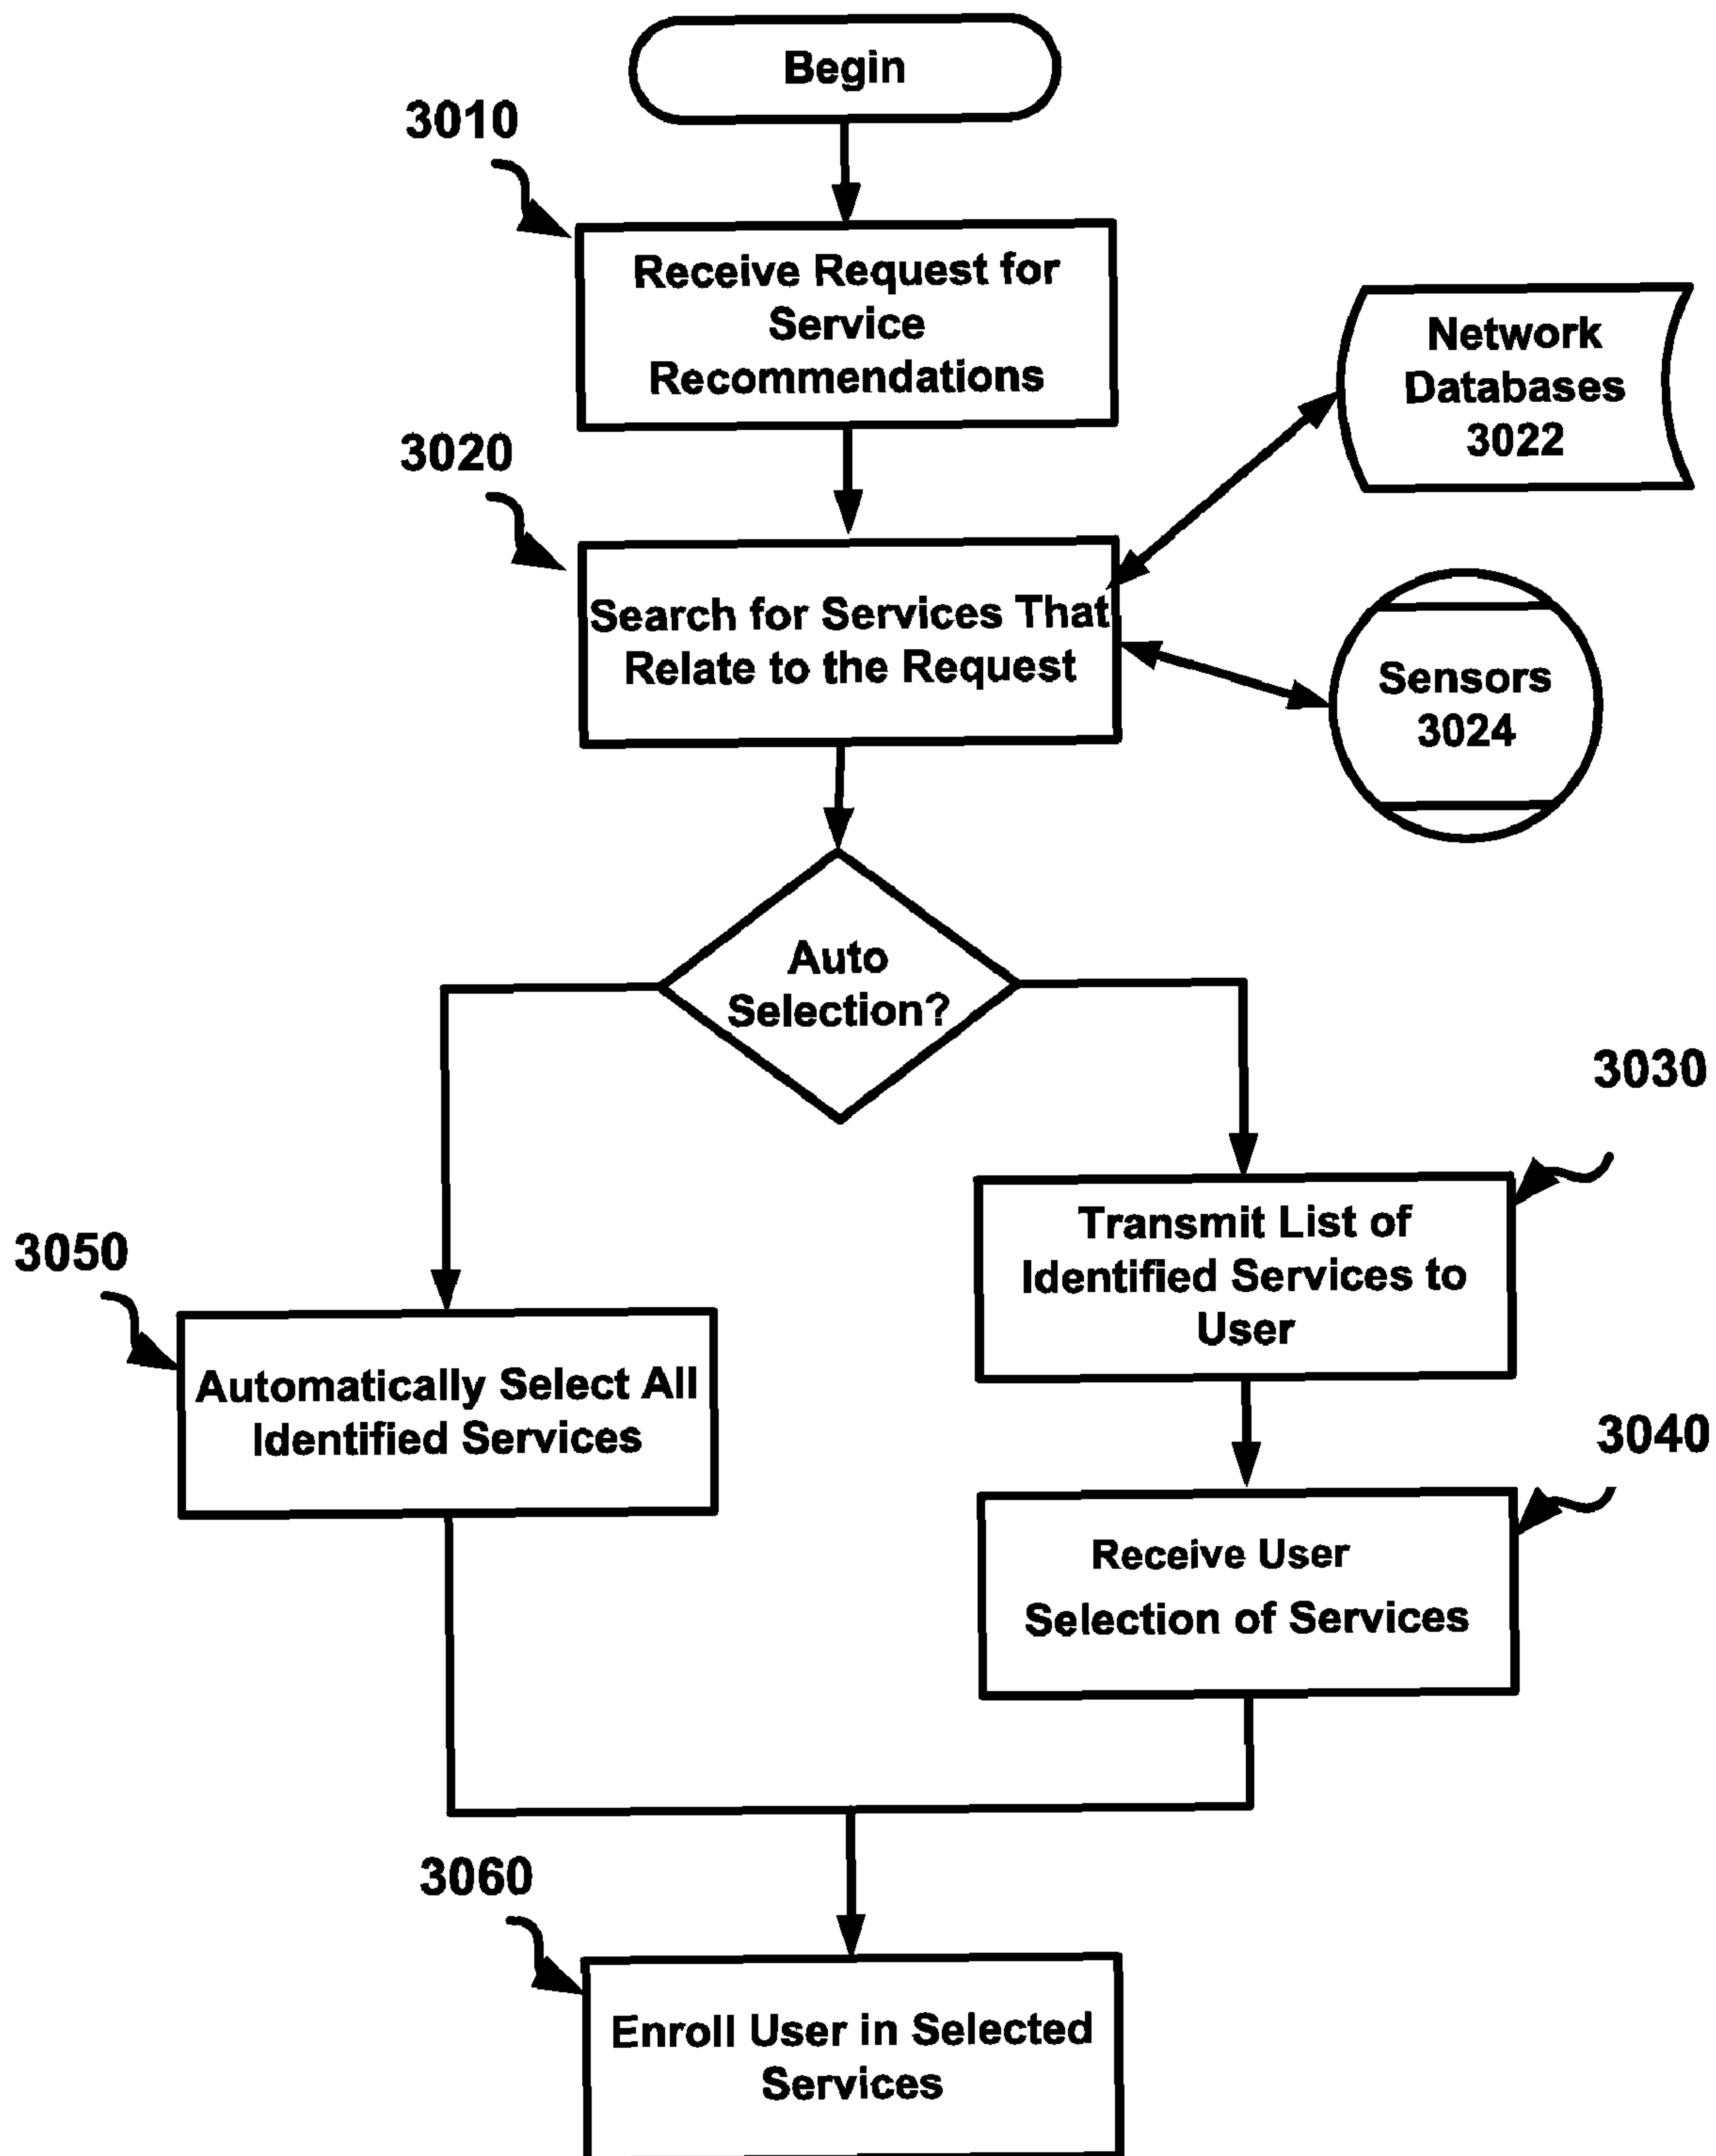 Begin
3010
Receive Request for
Service
Recommendations
Network
Databases
3022
3020
Search for Services That
Relate to the Request
Sensors
3024
Auto
Selection?
3030
Transmit List of
Identified Services to
User
3050
Automatically Select All
Identified Services
3040
Receive User
Selection of Services
3060
Enroll User in Selected
Services